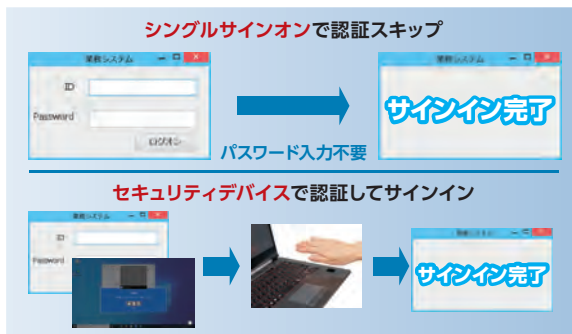 シングルサインオンで認証スキップ
業務システム
ID
Password
ログオン
パスワード入力不要
業務システム
サインイン完了
セキュリティデバイスで認証してサインイン
業務システム
ID
Password
業務システム
サインイン完了